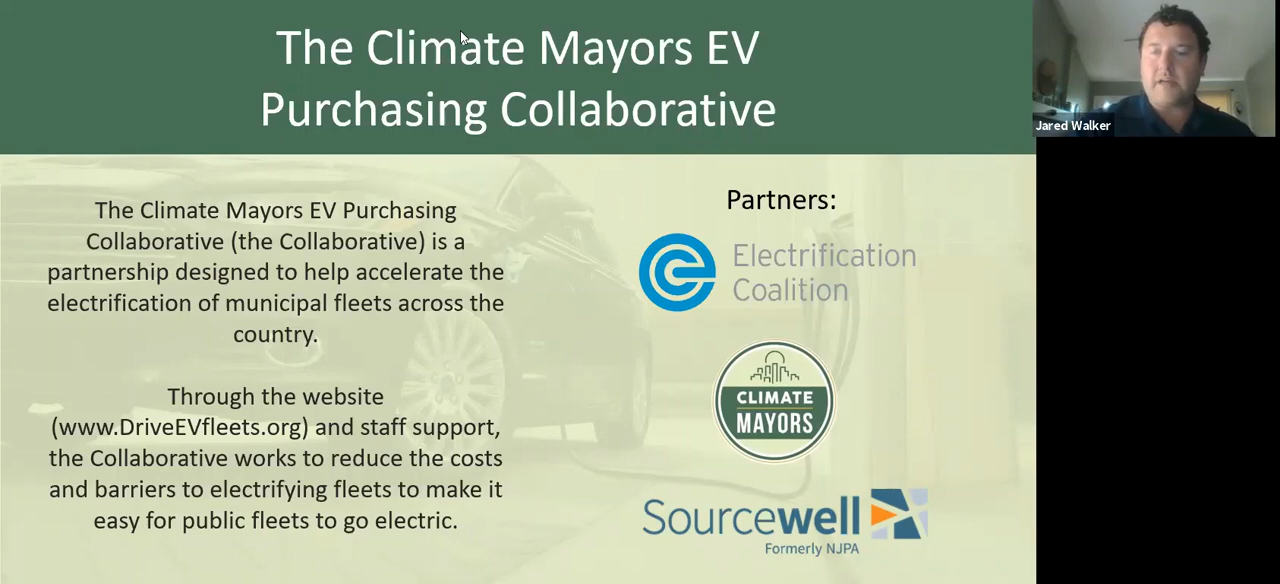 The Climate Mayors EV
Purchasing Collaborative
Jared Walker
The Climate Mayors EV Purchasing
Collaborative (the Collaborative) is a
partnership designed to help accelerate the
electrification of municipal fleets across the
country.
Through the website
(www.DriveEVfleets.org) and staff support,
the Collaborative works to reduce the costs
and barriers to electrifying fleets to make it
easy for public fleets to go electric.
Partners:
Electrification
Coalition
CLIMATE
MAYORS
Sourcewell
Formerly NJPA